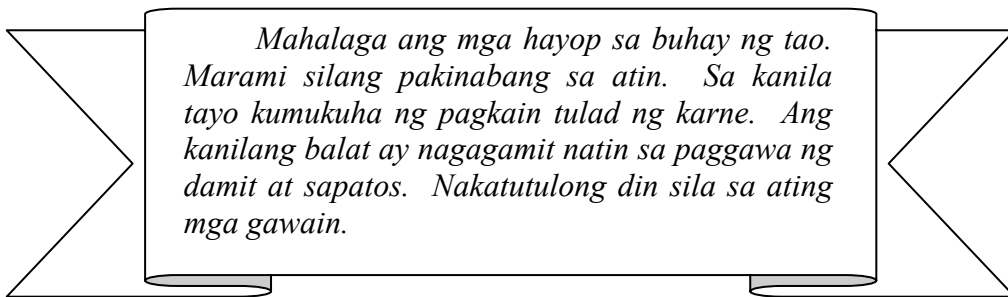 Mahalaga ang mga hayop sa buhay ng tao.
Marami silang pakinabang sa atin.  Sa kanila
tayo kumukuha ng pagkain tulad ng karne.  Ang
kanilang balat ay nagagamit natin sa paggawa ng
damit at sapatos.  Nakatutulong din sila sa ating
mga gawain.